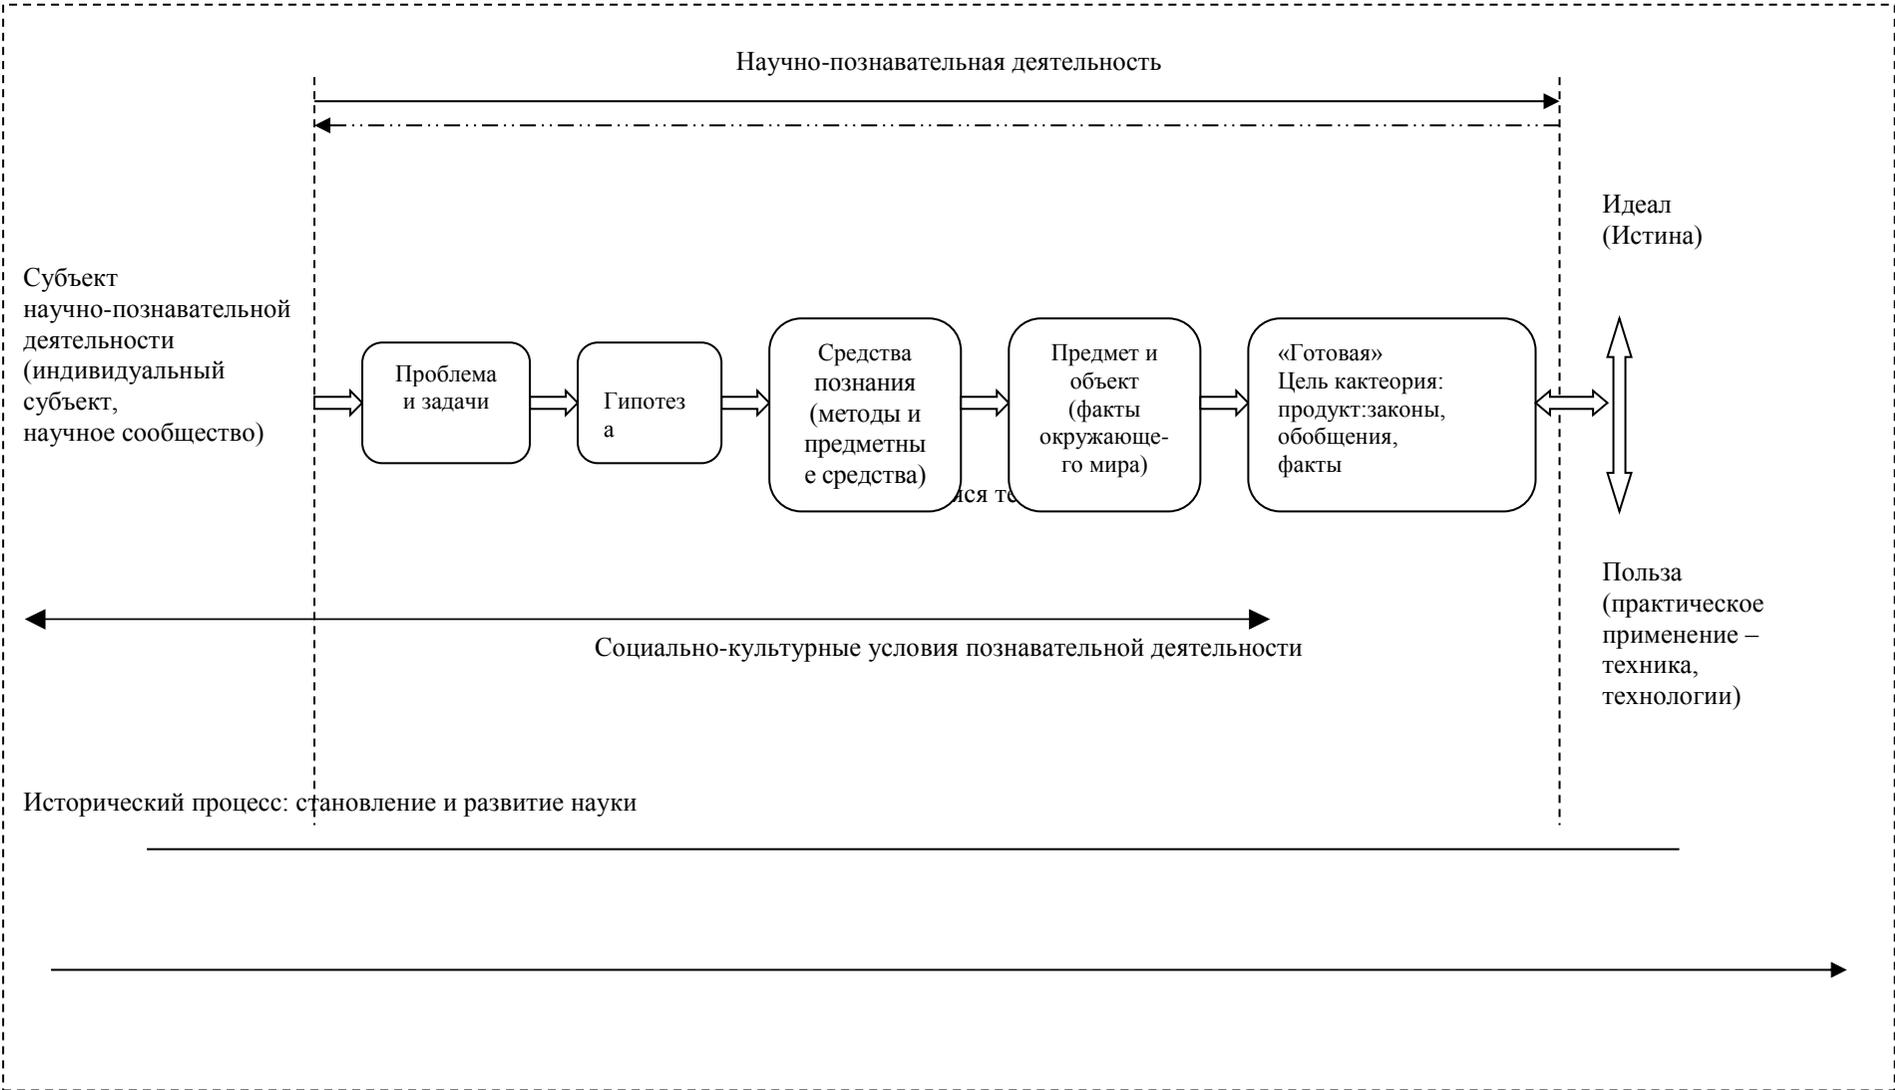 Научно-познавательная деятельность
Идеал
(Истина)
Субъект
научно-познавательной
деятельности
(индивидуальный
субъект,
научное сообщество)
Проблема
и задачи
Гипотез
а
Средства
познания
(методы и
предметны
е средства)
Предмет и
объект
(факты
окружающе-
го мира)
«Готовая»
Цель кактеория:
продукт:законы,
обобщения,
факты
Польза
(практическое
применение –
техника,
технологии)
Социально-культурные условия познавательной деятельности
Исторический процесс: становление и развитие науки